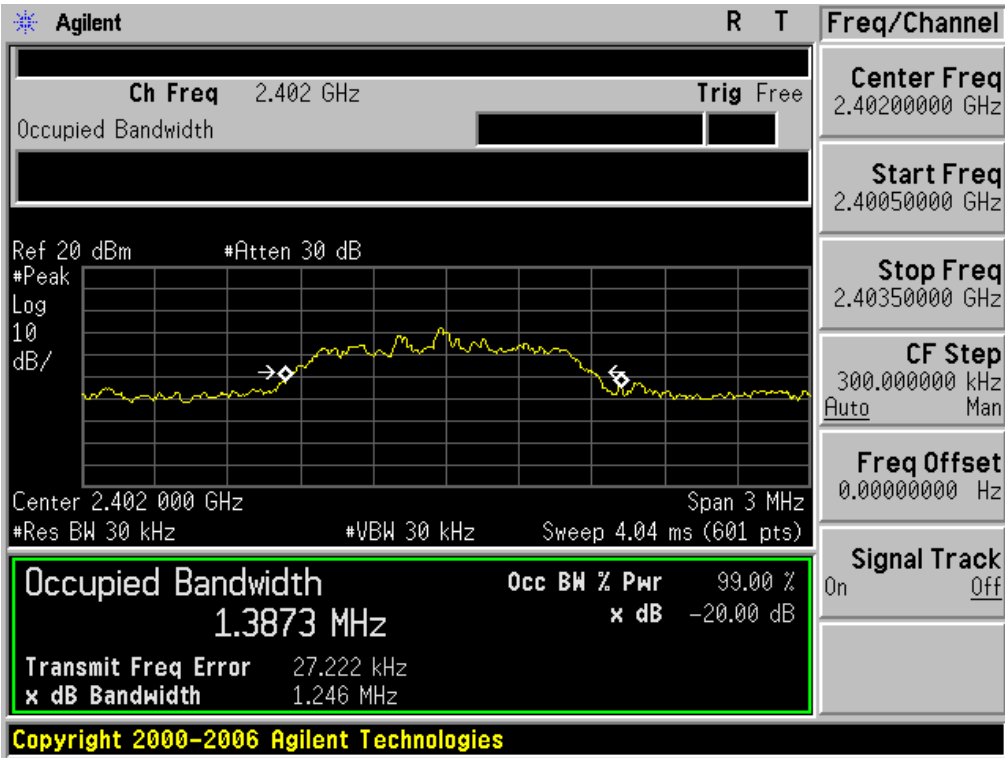 Agilent R T
Ch Freq 2.402 GHz Trig Free
Occupied Bandwidth
Ref 20 dBm #Atten 30 dB
#Peak
Log
10
dB/
Center 2.402 000 GHz Span 3 MHz
#Res BW 30 kHz #VBW 30 kHz Sweep 4.04 ms (601 pts)
Occupied Bandwidth Occ BW % Pwr 99.00 %
1.3873 MHz x dB -20.00 dB
Transmit Freq Error 27.222 kHz
x dB Bandwidth 1.246 MHz
Copyright 2000-2006 Agilent Technologies
Freq/Channel
Center Freq
2.40200000 GHz
Start Freq
2.40050000 GHz
Stop Freq
2.40350000 GHz
CF Step
300.000000 kHz
Auto Man
Freq Offset
0.00000000 Hz
Signal Track
On Off